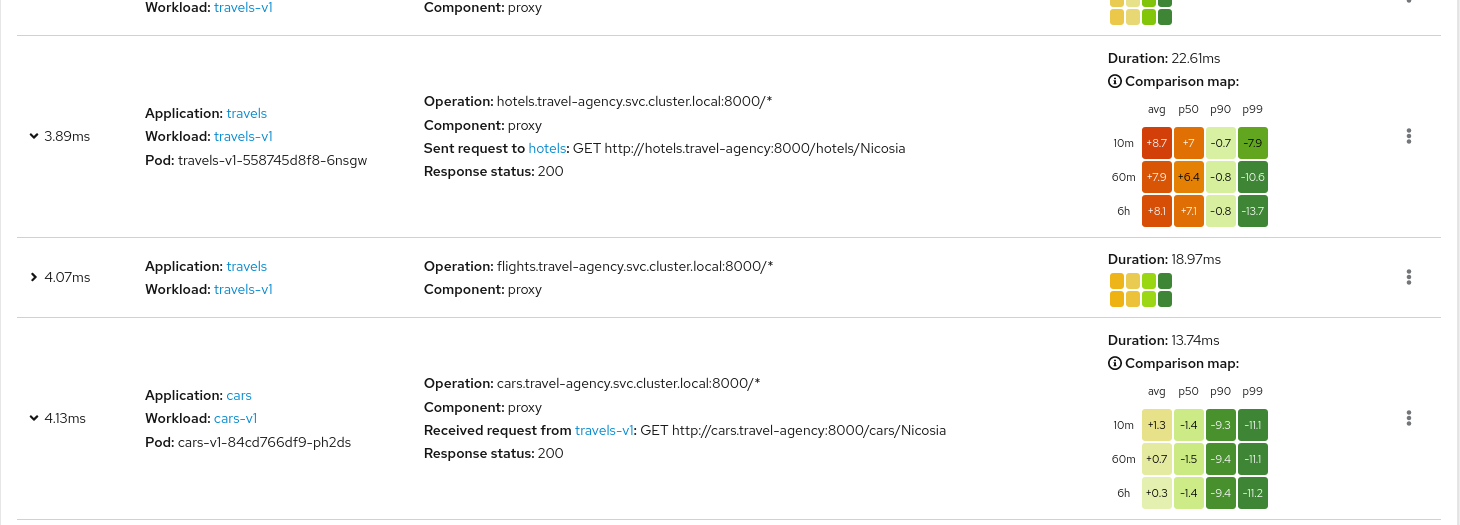 Workload: travels-v1
Component: proxy
Duration: 22.61ms
Comparison map:
avg p50 p90 p99
3.89ms
Application: travels
Workload: travels-v1
Pod: travels-v1-558745d8f8-6nsgw
Operation: hotels.travel-agency.svc.cluster.local:8000/*
Component: proxy
Sent request to hotels: GET http://hotels.travel-agency:8000/hotels/Nicosia
Response status: 200
10m +8.7 +7 -0.7 -7.9
60m +7.9 +6.4 -0.8 -10.6
6h +8.1 +7.1 -0.8 -13.7
4.07ms
Application: travels
Workload: travels-v1
Operation: flights.travel-agency.svc.cluster.local:8000/*
Component: proxy
Duration: 18.97ms
4.13ms
Application: cars
Workload: cars-v1
Pod: cars-v1-84cd766df9-ph2ds
Operation: cars.travel-agency.svc.cluster.local:8000/*
Component: proxy
Received request from travels-v1: GET http://cars.travel-agency:8000/cars/Nicosia
Response status: 200
Duration: 13.74ms
Comparison map:
avg p50 p90 p99
10m +1.3 -1.4 -9.3 -11.1
60m +0.7 -1.5 -9.4 -11.1
6h +0.3 -1.4 -9.4 -11.2